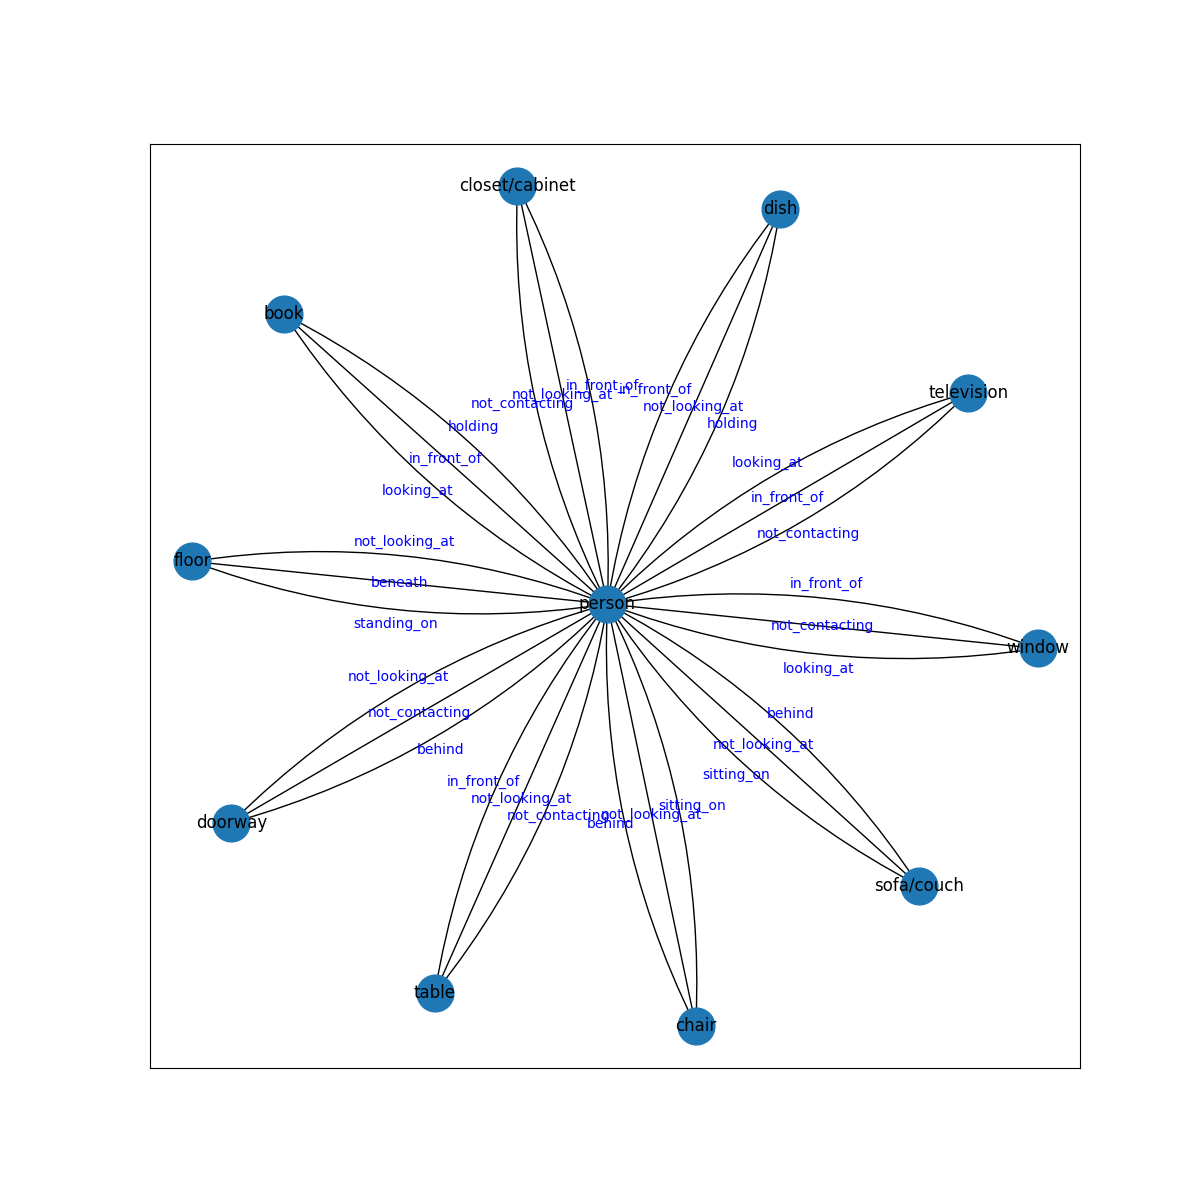 closet/cabinet
dish
book
television
in_front_of
in_front_of
not_looking_at
not_contacting
not_looking_at
holding
holding
in_front_of
looking_at
looking_at
in_front_of
not_contacting
not_looking_at
floor
beneath
standing_on
person
in_front_of
not_contacting
window
looking_at
not_looking_at
not_contacting
behind
behind
not_looking_at
sitting_on
in_front_of
not_looking_at
not_contacting
behind
not_looking_at
sitting_on
doorway
sofa/couch
table
chair